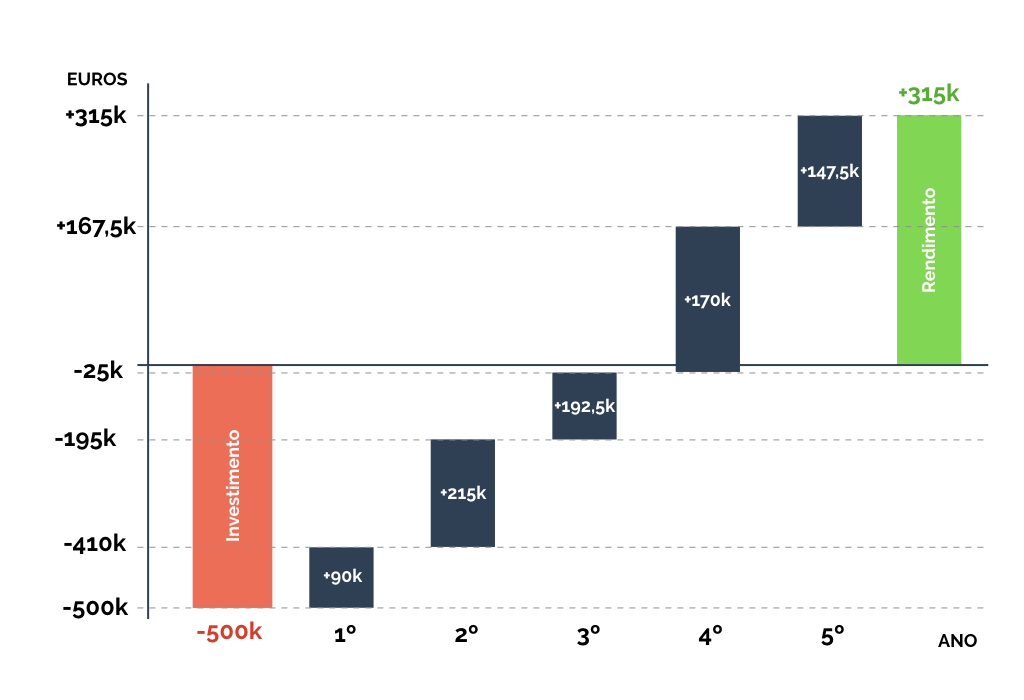 EUROS
+315k
+315k
+147,5k
+167,5k
Rendimento
+170k
-25k
+192,5k
-195k
Investimento
+215k
-410k
+90k
-500k
-500k
1º
2º
3º
4º
5º
ANO